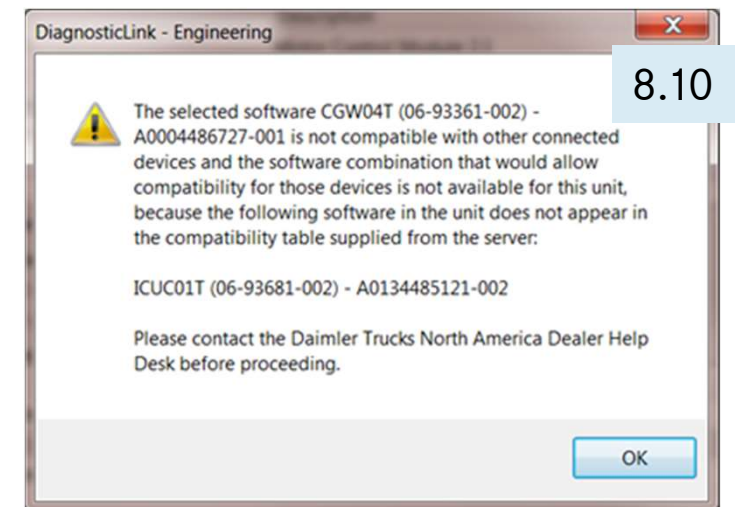 Description
DiagnosticLink - Engineering
8.10
The selected software CGW04T (06-93361-002) -
A0004486727-001 is not compatible with other connected
devices and the software combination that would allow
compatibility for those devices is not available for this unit,
because the following software in the unit does not appear in
the compatibility table supplied from the server:
ICUC01T (06-93681-002) - A0134485121-002
Please contact the Daimler Trucks North America Dealer Help
Desk before proceeding.
OK